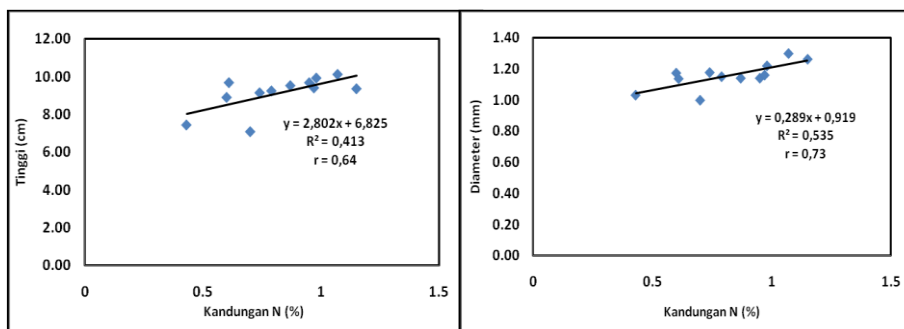 12.00
10.00
8.00
6.00
4.00
2.00
0.00
Tinggi (cm)
y = 2,802x + 6,825
R² = 0,413
r = 0,64
0
0.5
1
1.5
Kandungan N (%)
1.40
1.20
1.00
0.80
0.60
0.40
0.20
0.00
Diameter (mm)
y = 0,289x + 0,919
R² = 0,535
r = 0,73
0
0.5
1
1.5
Kandungan N (%)